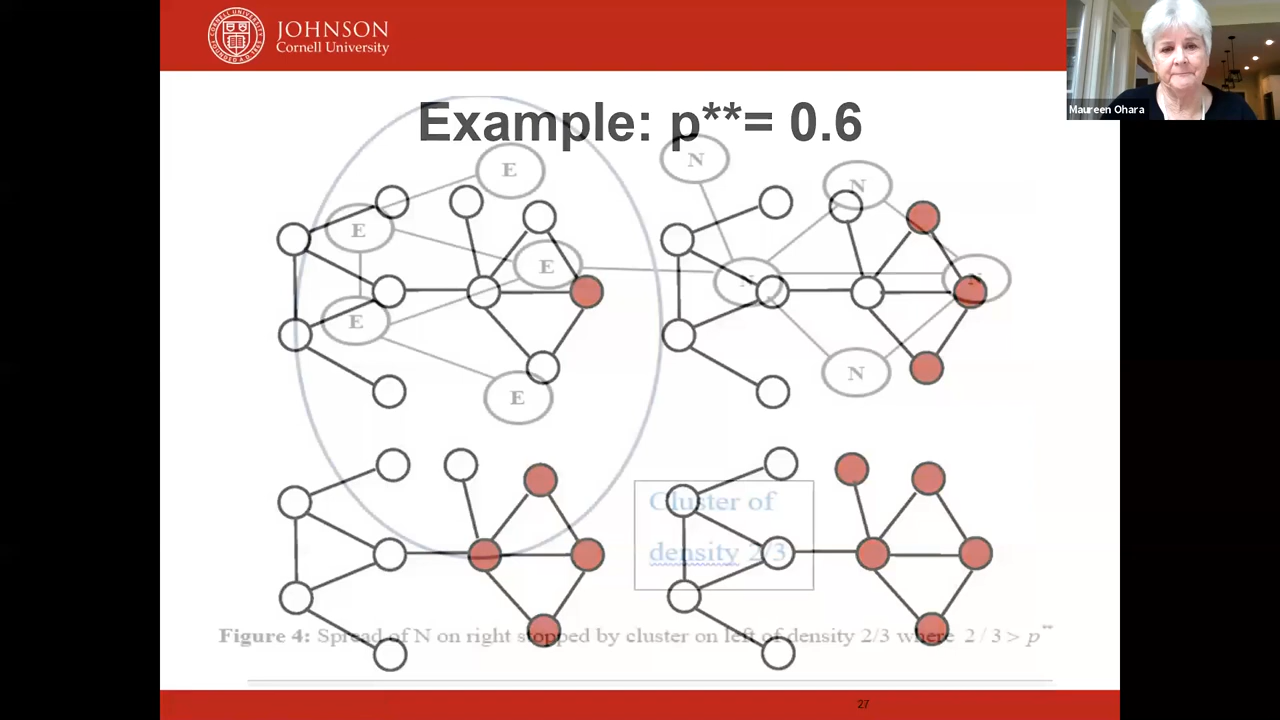 JOHNSON
Cornell University
Maureen Ohara
Example: p**= 0.6
E
N
E
N
E
E
N
E
N
Cluster of
density 2/3
Figure 4: Spread of N on right stopped by cluster on left of density 2/3 where 2 / 3 > p**
27